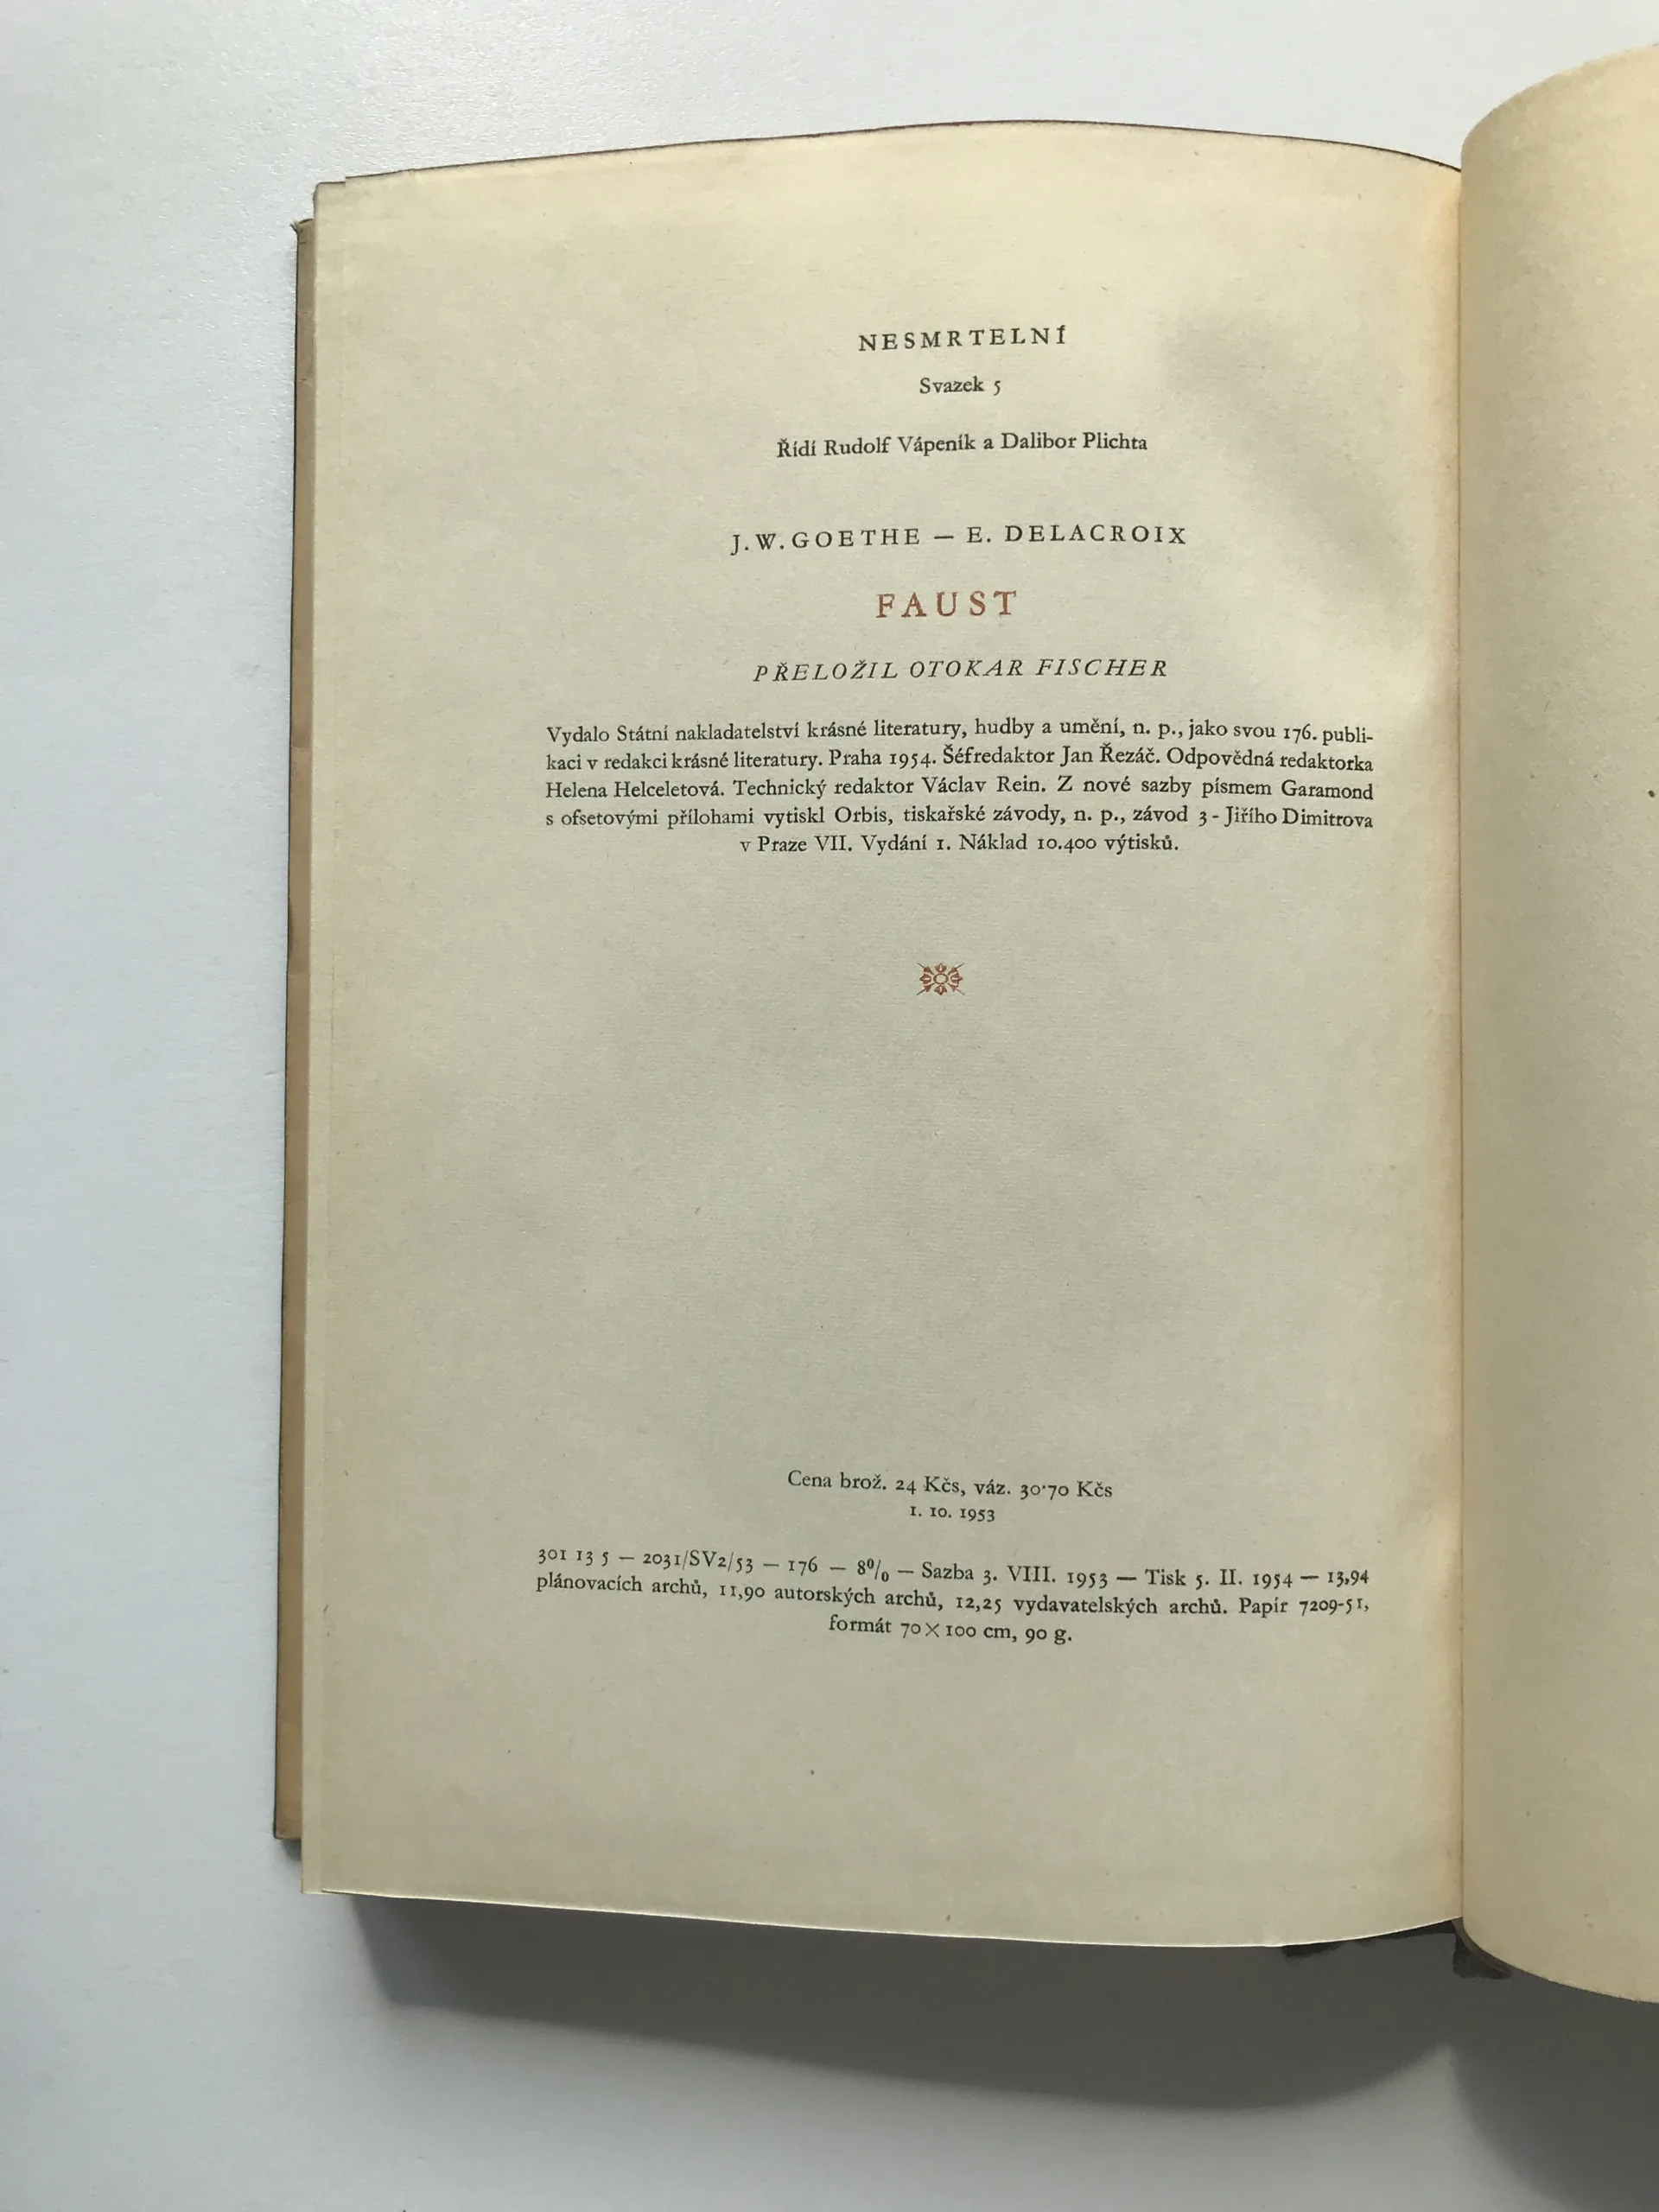 NESMRTELNÍ
Svazek 5
Řídí Rudolf Vápeník a Dalibor Plichta
J. W. GOETHE — E. DELACROIX
FAUST
PŘELOŽIL OTOKAR FISCHER
Vydalo Státní nakladatelství krásné literatury, hudby a umění, n. p., jako svou 176. publi-
kaci v redakci krásné literatury. Praha 1954. Šéfredaktor Jan Řezáč. Odpovědná redaktorka
Helena Helceletová. Technický redaktor Václav Rein. Z nové sazby písmem Garamond
s ofsetovými přílohami vytiskl Orbis, tiskařské závody, n. p., závod 3 - Jiřího Dimitrova
v Praze VII. Vydání 1. Náklad 10.400 výtisků.
Cena brož. 24 Kčs, váz. 30·70 Kčs
1. 10. 1953
301 13 5 — 2031/SV2/53 — 176 — 8% — Sazba 3. VIII. 1953 — Tisk 5. II. 1954 — 13,94
plánovacích archů, 11,90 autorských archů, 12,25 vydavatelských archů. Papír 7209-51,
formát 70 × 100 cm, 90 g.